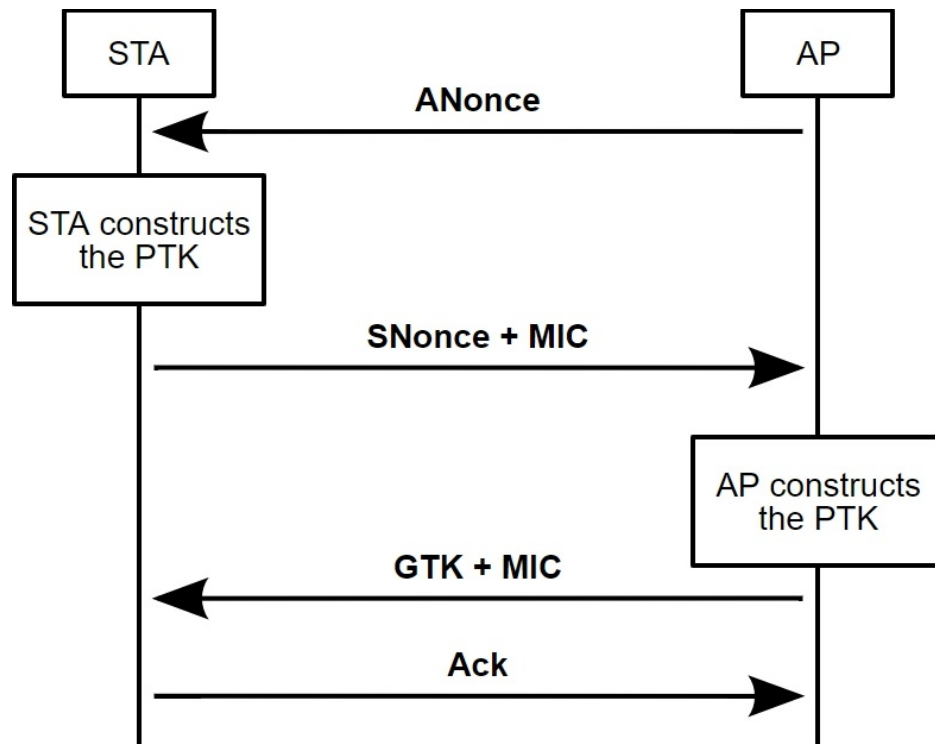 STA
AP
ANonce
STA constructs
the PTK
SNonce + MIC
AP constructs
the PTK
GTK + MIC
Ack